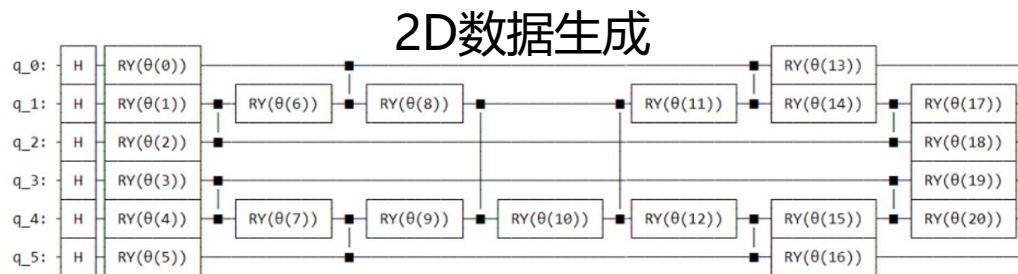 2D数据生成
q_0: H RY(θ(0)) RY(θ(13))
q_1: H RY(θ(1)) RY(θ(6)) RY(θ(8)) RY(θ(11)) RY(θ(14)) RY(θ(17))
q_2: H RY(θ(2)) RY(θ(18))
q_3: H RY(θ(3)) RY(θ(19))
q_4: H RY(θ(4)) RY(θ(7)) RY(θ(9)) RY(θ(10)) RY(θ(12)) RY(θ(15)) RY(θ(20))
q_5: H RY(θ(5)) RY(θ(16))